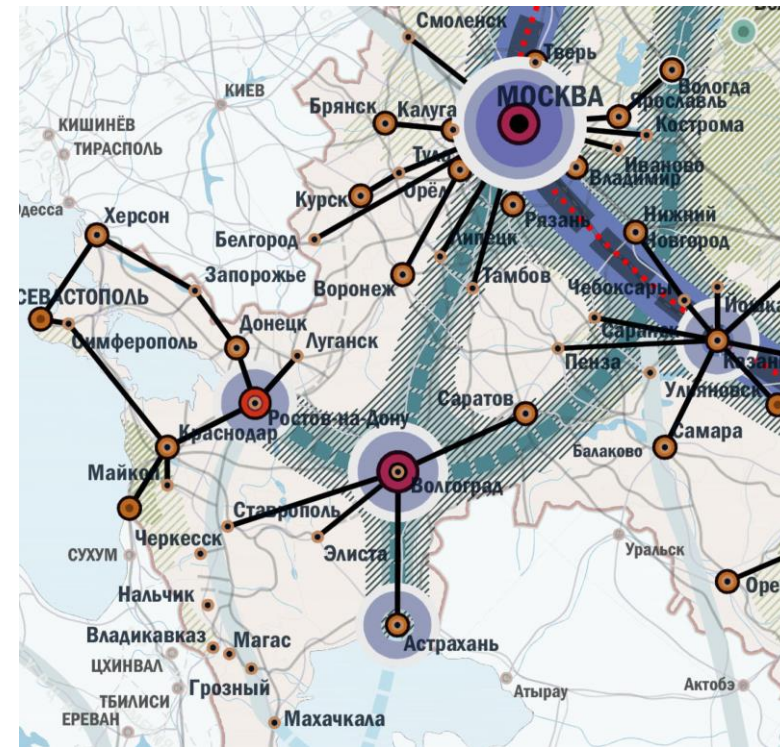 Смоленск
Тверь
Вологда
МОСКВА
Ярославль
КИЕВ
Брянск
Калуга
Кострома
КИШИНЁВ
ТИРАСПОЛЬ
Тула
Иваново
Владимир
Курск
Орёл
Одесса
Херсон
Рязань
Нижний
Новгород
Белгород
Липецк
Запорожье
Воронеж
Тамбов
Чебоксары
СЕВАСТОПОЛЬ
Симферополь
Донецк
Луганск
Саранск
Пенза
Казан
Ульяновск
Саратов
Ростов-на-Дону
Краснодар
Самара
Балаково
Майкоп
Волгоград
Ставрополь
Черкесск
Элиста
СУХУМ
Уральск
Оре
Нальчик
Владикавказ
Магас
Астрахань
ЦХИНВАЛ
Грозный
Атырау
Актобэ
ТБИЛИСИ
ЕРЕВАН
Махачкала